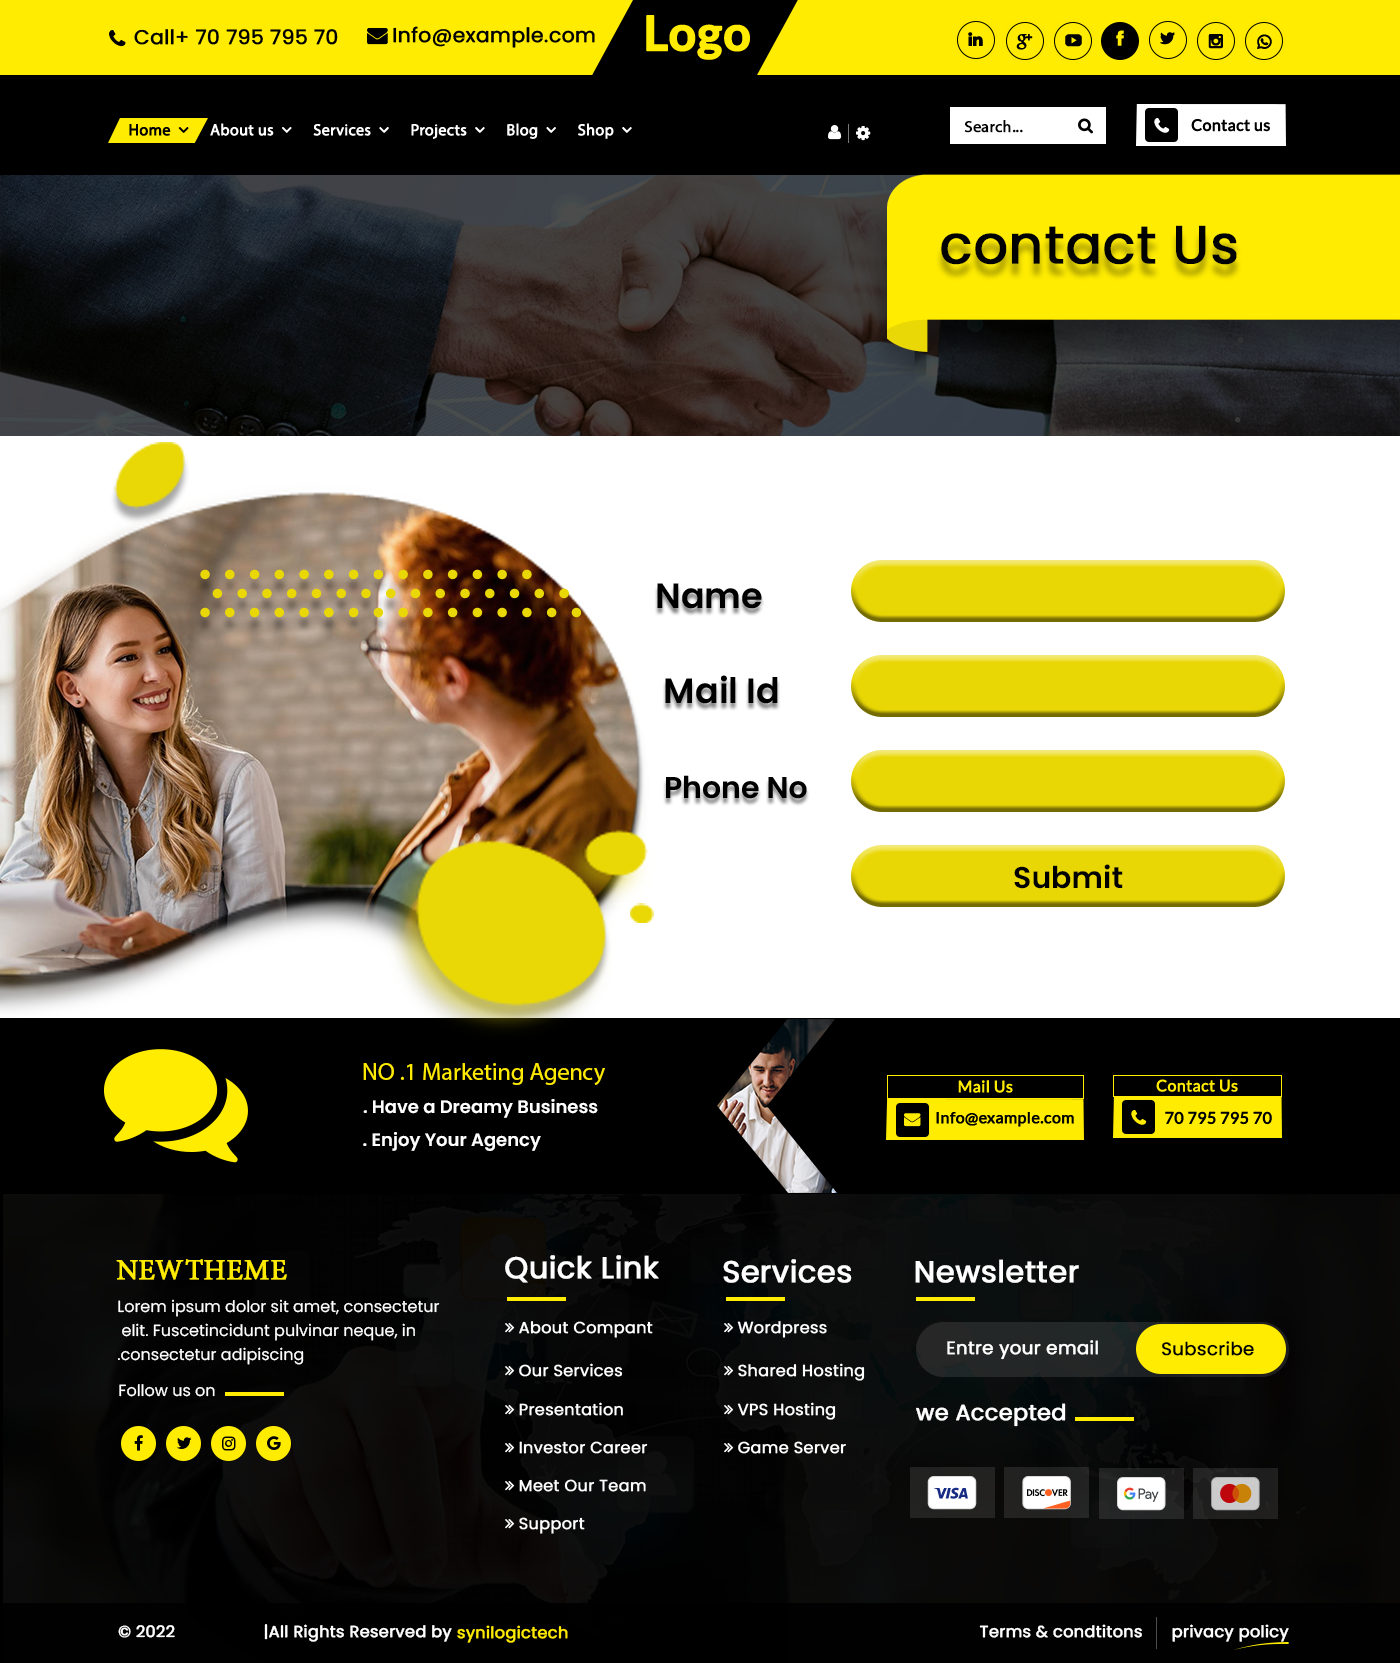 Call+ 70 795 795 70
Info@example.com
Logo
Home
About us
Services
Projects
Blog
Shop
Search...
Contact us
contact Us
Name
Mail Id
Phone No
Submit
NO .1 Marketing Agency
. Have a Dreamy Business
. Enjoy Your Agency
Mail Us
Info@example.com
Contact Us
70 795 795 70
NEWTHEME
Lorem ipsum dolor sit amet, consectetur
elit. Fuscetincidunt pulvinar neque, in
.consectetur adipiscing
Follow us on
Quick Link
» About Compant
» Our Services
» Presentation
» Investor Career
» Meet Our Team
» Support
Services
» Wordpress
» Shared Hosting
» VPS Hosting
» Game Server
Newsletter
Entre your email
Subscribe
we Accepted
VISA
DISCOVER
G Pay
© 2022
|All Rights Reserved by synilogictech
Terms & condtitons
privacy policy